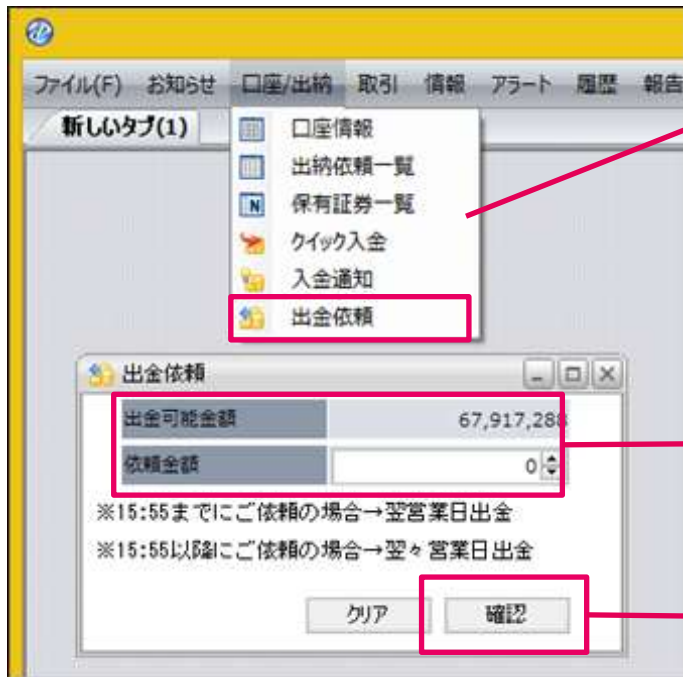 ファイル(F) お知らせ 口座/出納 取引 情報 アラート 履歴 報告
新しいタブ(1)
口座情報
出納依頼一覧
保有証券一覧
クイック入金
入金通知
出金依頼
出金依頼
出金可能金額 67,917,288
依頼金額 0
※15:55までにご依頼の場合→翌営業日出金
※15:55以降にご依頼の場合→翌々営業日出金
クリア 確認